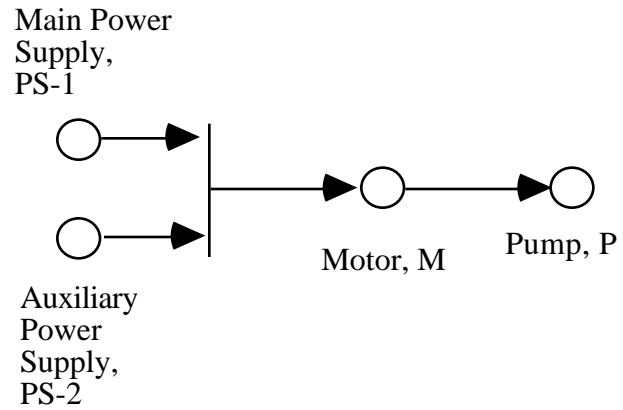 Main Power
Supply,
PS-1
Motor, M
Pump, P
Auxiliary
Power
Supply,
PS-2